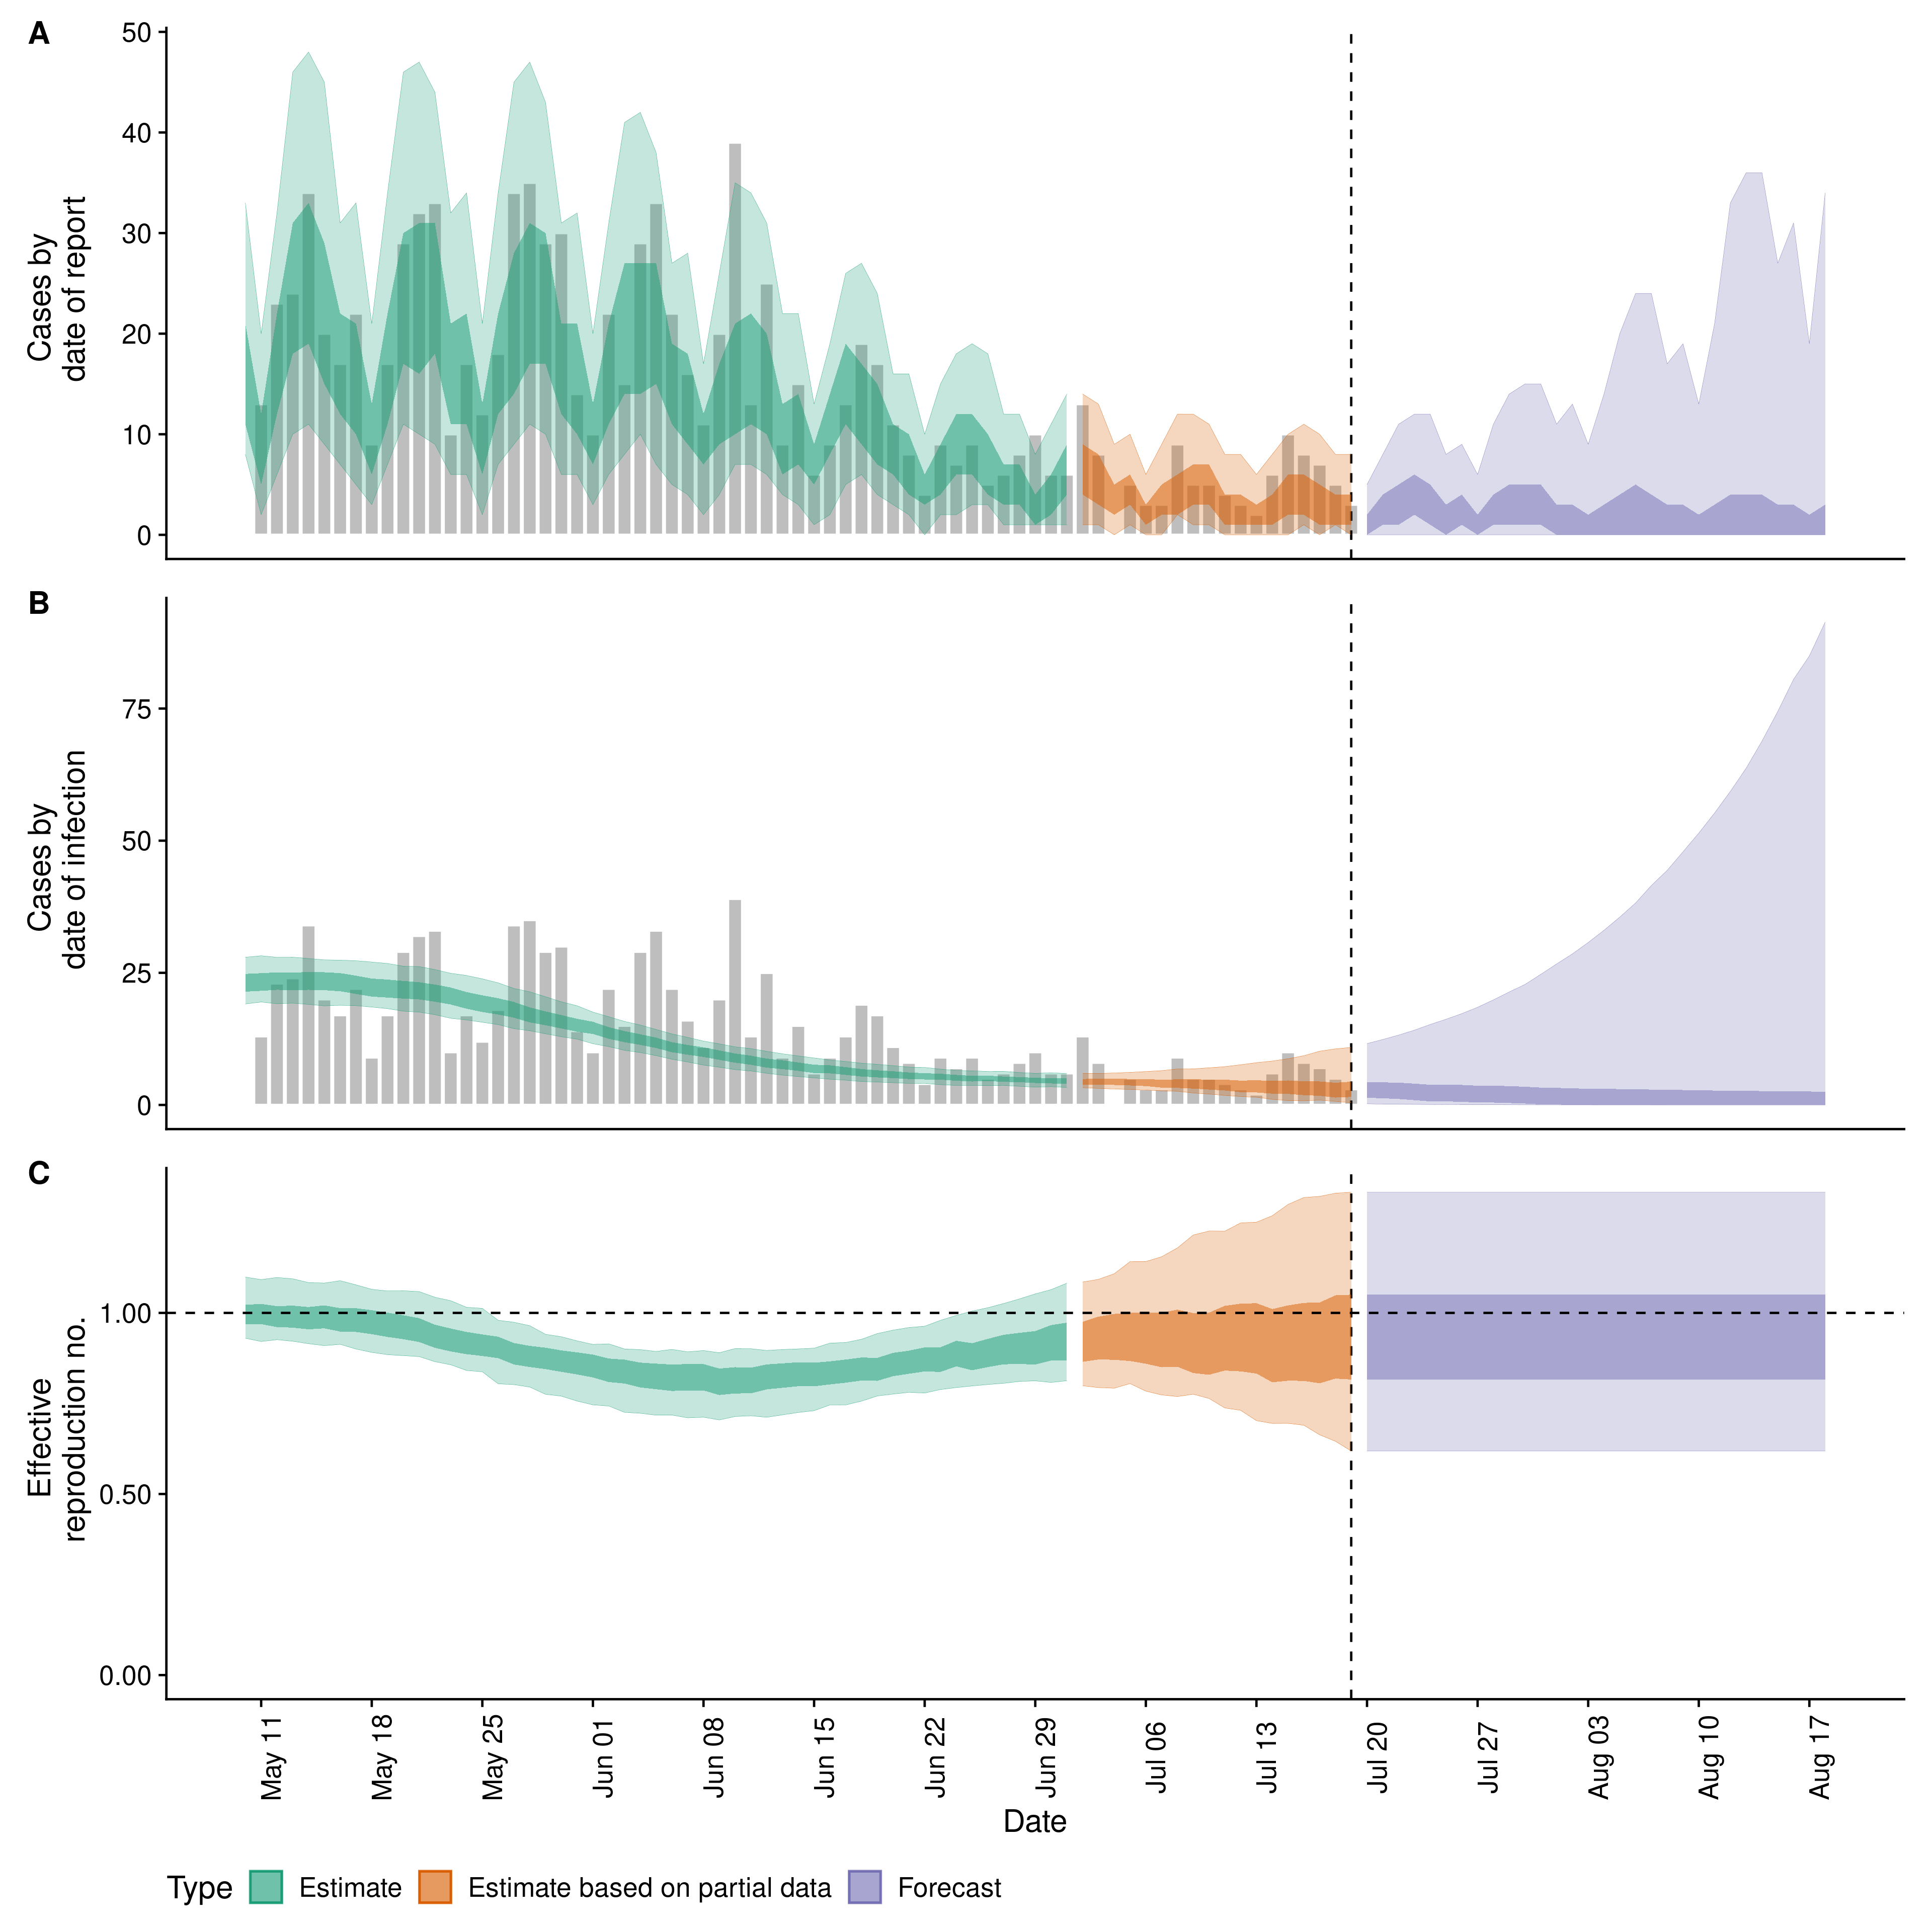 A
Cases by
date of report
50
40
30
20
10
0
B
Cases by
date of infection
75
50
25
0
C
Effective
reproduction no.
1.00
0.50
0.00
May 11
May 18
May 25
Jun 01
Jun 08
Jun 15
Jun 22
Jun 29
Jul 06
Jul 13
Jul 20
Jul 27
Aug 03
Aug 10
Aug 17
Date
Type Estimate Estimate based on partial data Forecast